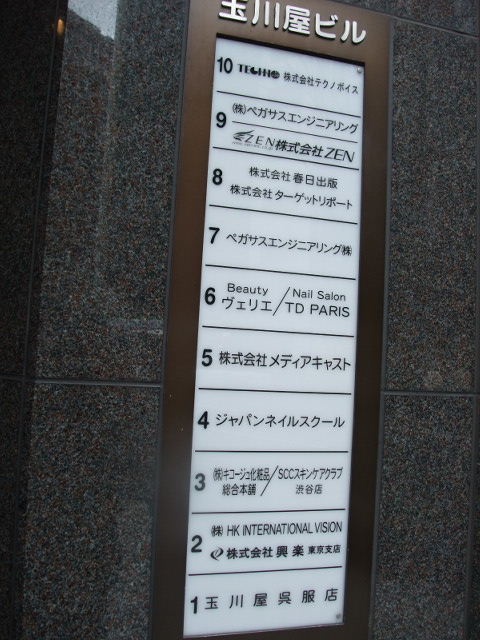 玉川屋ビル
10 TECHNO 株式会社テクノボイス
9 (株)ペガサスエンジニアリング
ZEN 株式会社ZEN
8 株式会社 春日出版
株式会社 ターゲットリポート
7 ペガサスエンジニアリング(株)
6 Beauty ヴェリエ/Nail Salon TD PARIS
5 株式会社 メディアキャスト
4 ジャパンネイルスクール
3 (株)キコージュ化粧品 総合本舗/SCCスキンケアクラブ 渋谷店
2 (株) HK INTERNATIONAL VISION
株式会社 興楽 東京支店
1 玉川屋呉服店